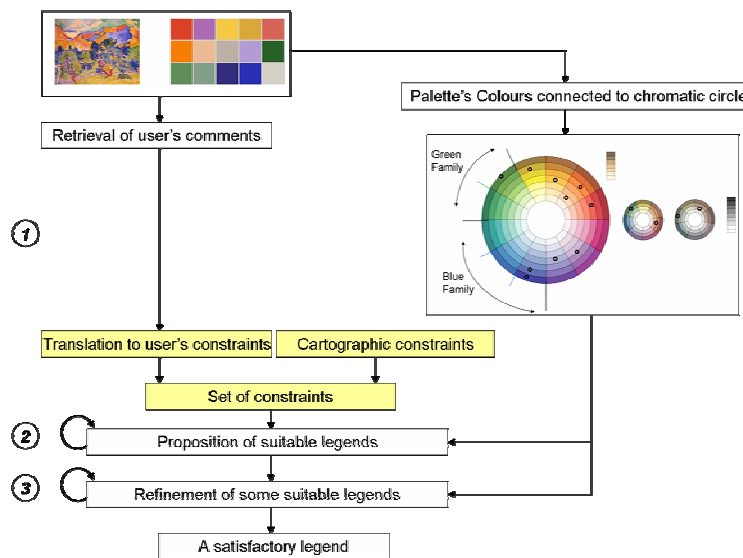 Palette's Colours connected to chromatic circle
Retrieval of user's comments
Green
Family
Blue
Family
1
Translation to user's constraints
Cartographic constraints
Set of constraints
2
Proposition of suitable legends
3
Refinement of some suitable legends
A satisfactory legend